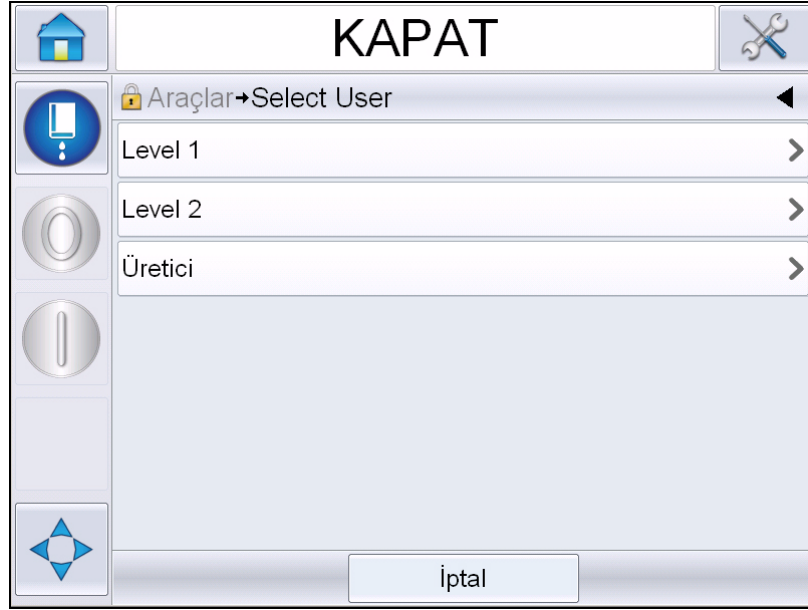 KAPAT
Araçlar→Select User
Level 1
Level 2
Üretici
İptal